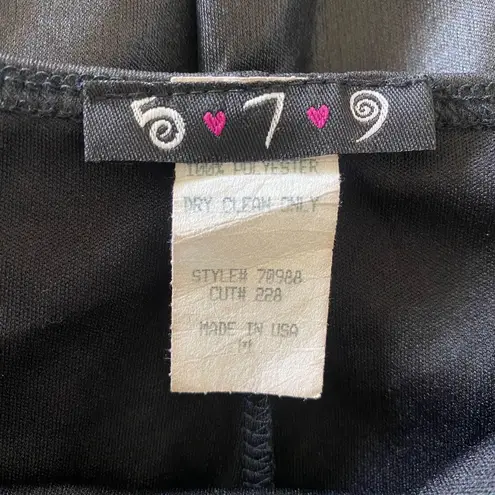 5 ♥ 7 ♥ 9
100% POLYESTER
DRY CLEAN ONLY
STYLE# 70988
CUT# 228
MADE IN USA